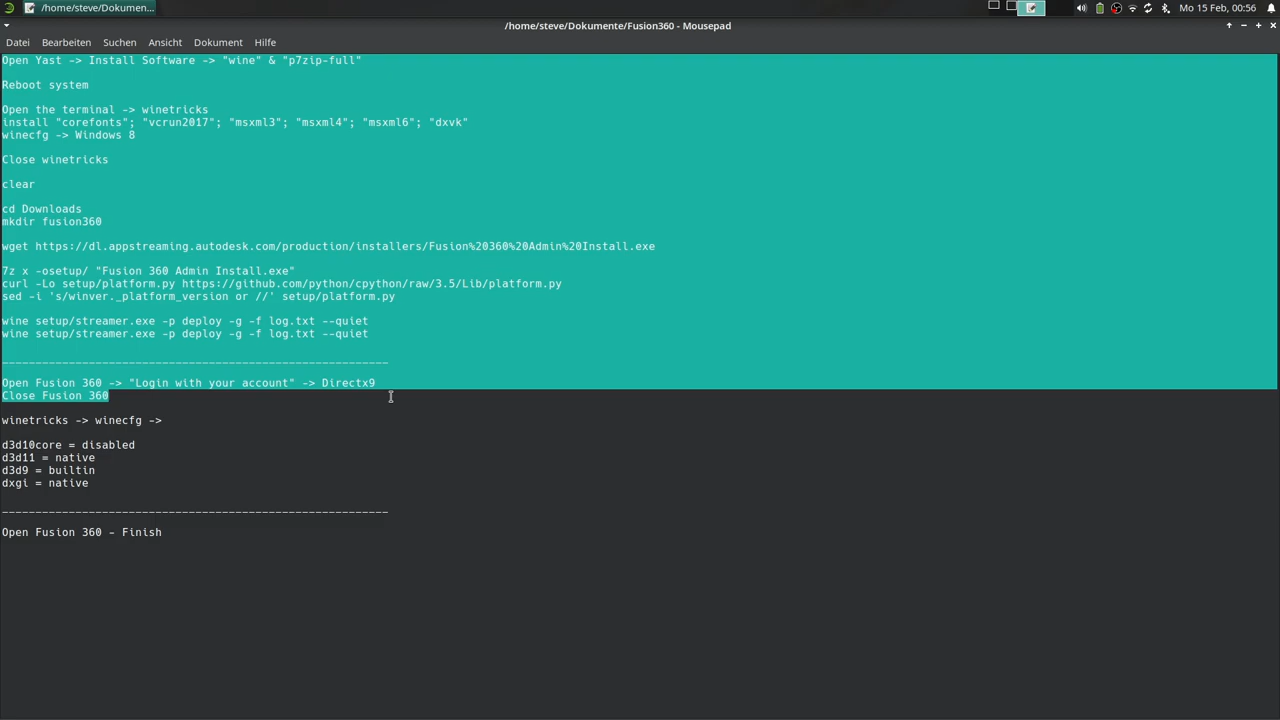 /home/steve/Dokumen...
Mo 15 Feb, 00:56
/home/steve/Dokumente/Fusion360 - Mousepad
Datei Bearbeiten Suchen Ansicht Dokument Hilfe
Open Yast -> Install Software -> "wine" & "p7zip-full"
Reboot system
Open the terminal -> winetricks
install "corefonts"; "vcrun2017"; "msxml3"; "msxml4"; "msxml6"; "dxvk"
winecfg -> Windows 8
Close winetricks
clear
cd Downloads
mkdir fusion360
wget https://dl.appstreaming.autodesk.com/production/installers/Fusion%20360%20Admin%20Install.exe
7z x -osetup/ "Fusion 360 Admin Install.exe"
curl -Lo setup/platform.py https://github.com/python/cpython/raw/3.5/Lib/platform.py
sed -i 's/winver._platform_version or //' setup/platform.py
wine setup/streamer.exe -p deploy -g -f log.txt --quiet
wine setup/streamer.exe -p deploy -g -f log.txt --quiet
__________________________________________________________
Open Fusion 360 -> "Login with your account" -> Directx9
Close Fusion 360
winetricks -> winecfg ->
d3d10core = disabled
d3d11 = native
d3d9 = builtin
dxgi = native
__________________________________________________________
Open Fusion 360 - Finish